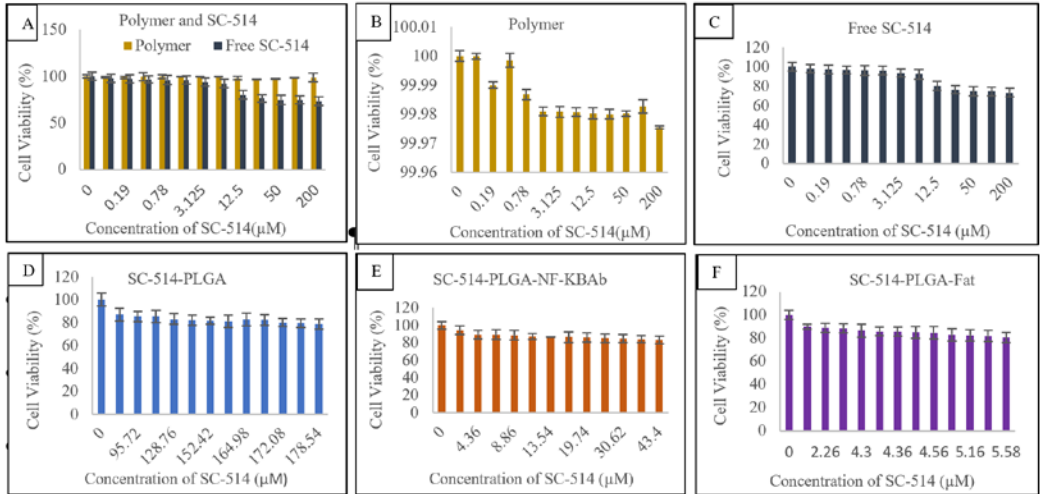 A
Polymer and SC-514
Polymer
Free SC-514
Cell Viability (%)
150
100
50
0
0 0.19 0.78 3.125 12.5 50 200
Concentration of SC-514(µM)
B
Polymer
Cell Viability (%)
100.01
100
99.99
99.98
99.97
99.96
0 0.19 0.78 3.125 12.5 50 200
Concentration of SC-514(µM)
C
Free SC-514
Cell Viability (%)
120
100
80
60
40
20
0
0 0.19 0.78 3.125 12.5 50 200
Concentration of SC-514 (µM)
D
SC-514-PLGA
Cell Viability (%)
120
100
80
60
40
20
0
0 95.72 128.76 152.42 164.98 172.08 178.54
Concentration of SC-514 (µM)
E
SC-514-PLGA-NF-KBAb
Cell Viability (%)
120
100
80
60
40
20
0
0 4.36 8.86 13.54 19.74 30.62 43.4
Concentration of SC-514 (µM)
F
SC-514-PLGA-Fat
Cell Viability (%)
120
100
80
60
40
20
0
0 2.26 4.3 4.36 4.56 5.16 5.58
Concentration of SC-514 (µM)